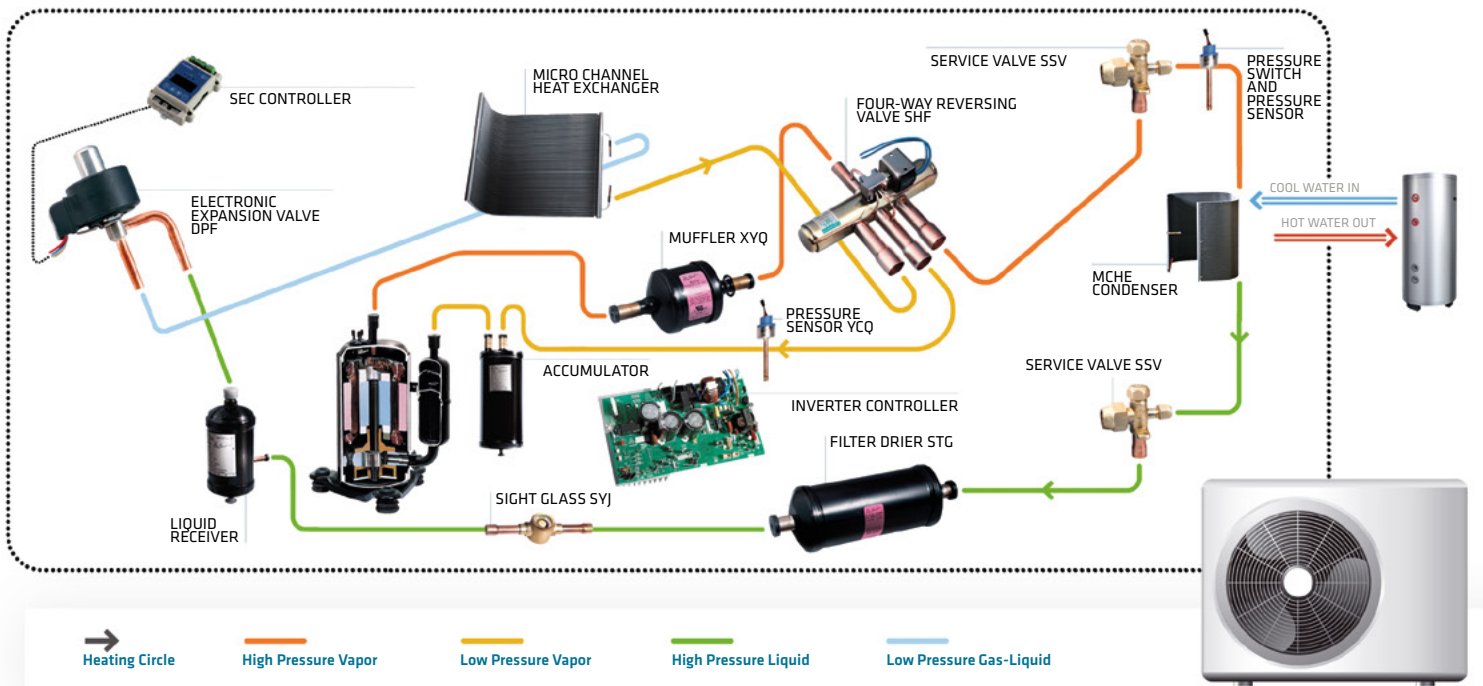 SERVICE VALVE SSV
PRESSURE
SWITCH
AND
PRESSURE
SENSOR
MICRO CHANNEL
HEAT EXCHANGER
SEC CONTROLLER
FOUR-WAY REVERSING
VALVE SHF
COOL WATER IN
HOT WATER OUT
ELECTRONIC
EXPANSION VALVE
DPF
MUFFLER XYQ
MCHE
CONDENSER
PRESSURE
SENSOR YCQ
ACCUMULATOR
SERVICE VALVE SSV
INVERTER CONTROLLER
FILTER DRIER STG
SIGHT GLASS SYJ
LIQUID
RECEIVER
Heating Circle
High Pressure Vapor
Low Pressure Vapor
High Pressure Liquid
Low Pressure Gas-Liquid